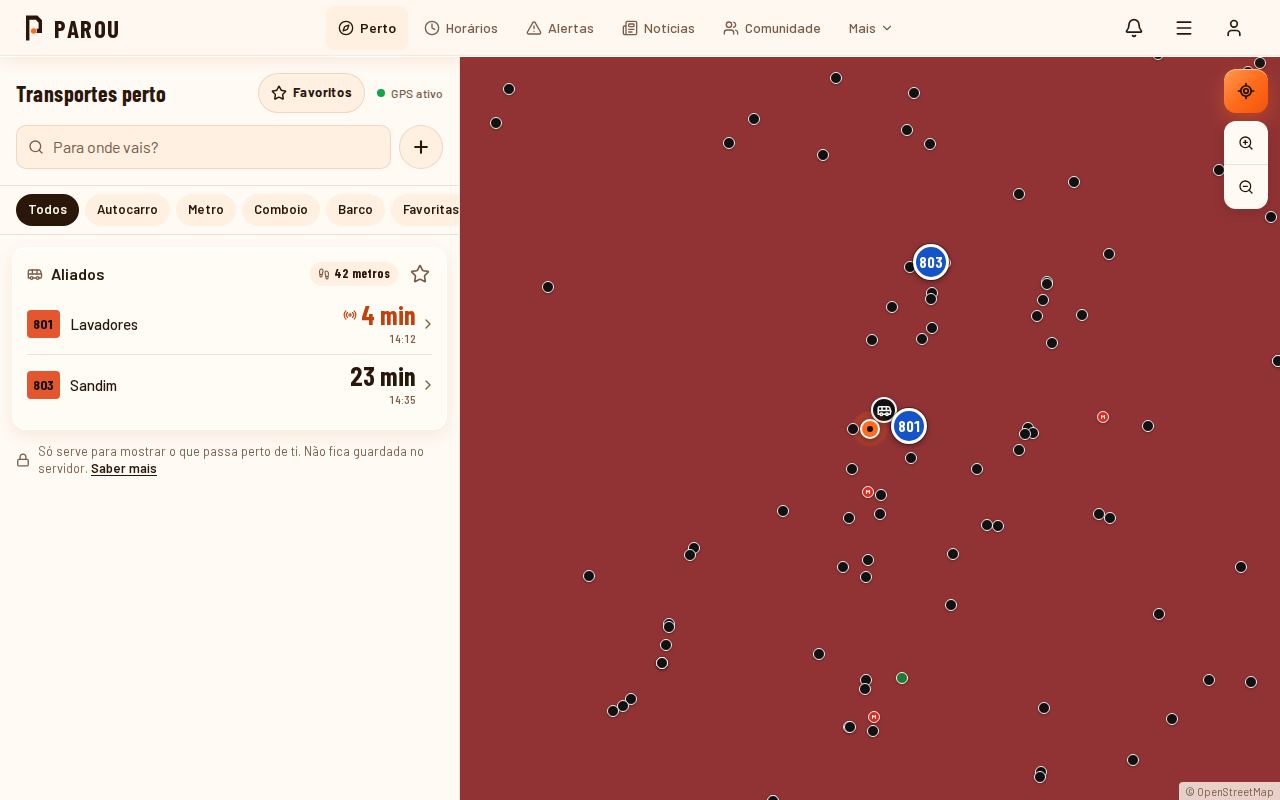 PAROU
Perto
Horários
Alertas
Notícias
Comunidade
Mais
Transportes perto
Favoritos
GPS ativo
Para onde vais?
Todos
Autocarro
Metro
Comboio
Barco
Favoritas
Aliados
42 metros
801
Lavadores
4 min
14:12
803
Sandim
23 min
14:35
Só serve para mostrar o que passa perto de ti. Não fica guardada no
servidor. Saber mais
803
801
M
M
M
© OpenStreetMap